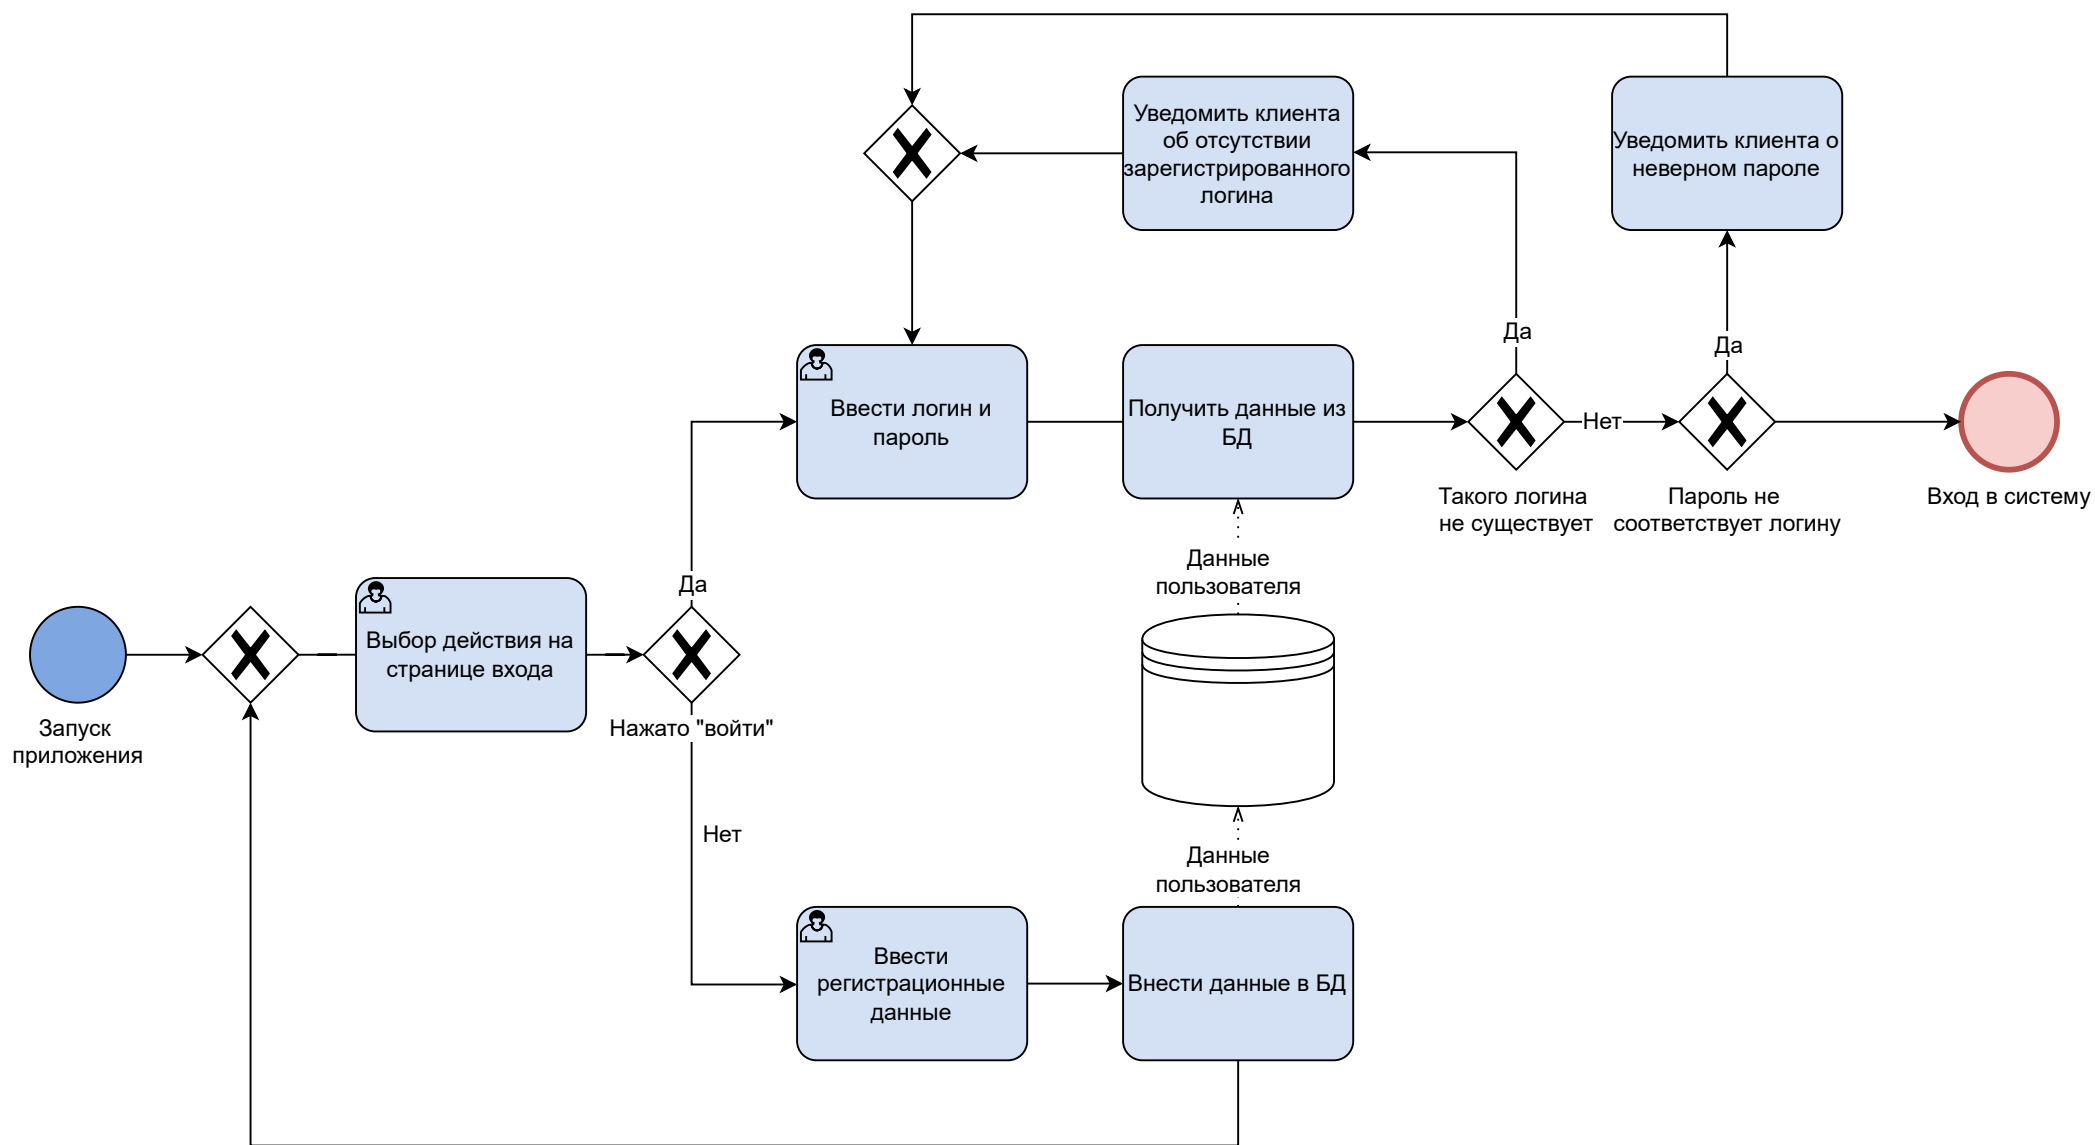 Уведомить клиента
об отсутствии
зарегистрированного
логина
Уведомить клиента о
неверном пароле
Да
Да
Ввести логин и
пароль
Получить данные из
БД
Нет
Такого логина
не существует
Пароль не
соответствует логину
Вход в систему
Данные
пользователя
Да
Выбор действия на
странице входа
Запуск
приложения
Нажато "войти"
Нет
Данные
пользователя
Ввести
регистрационные
данные
Внести данные в БД